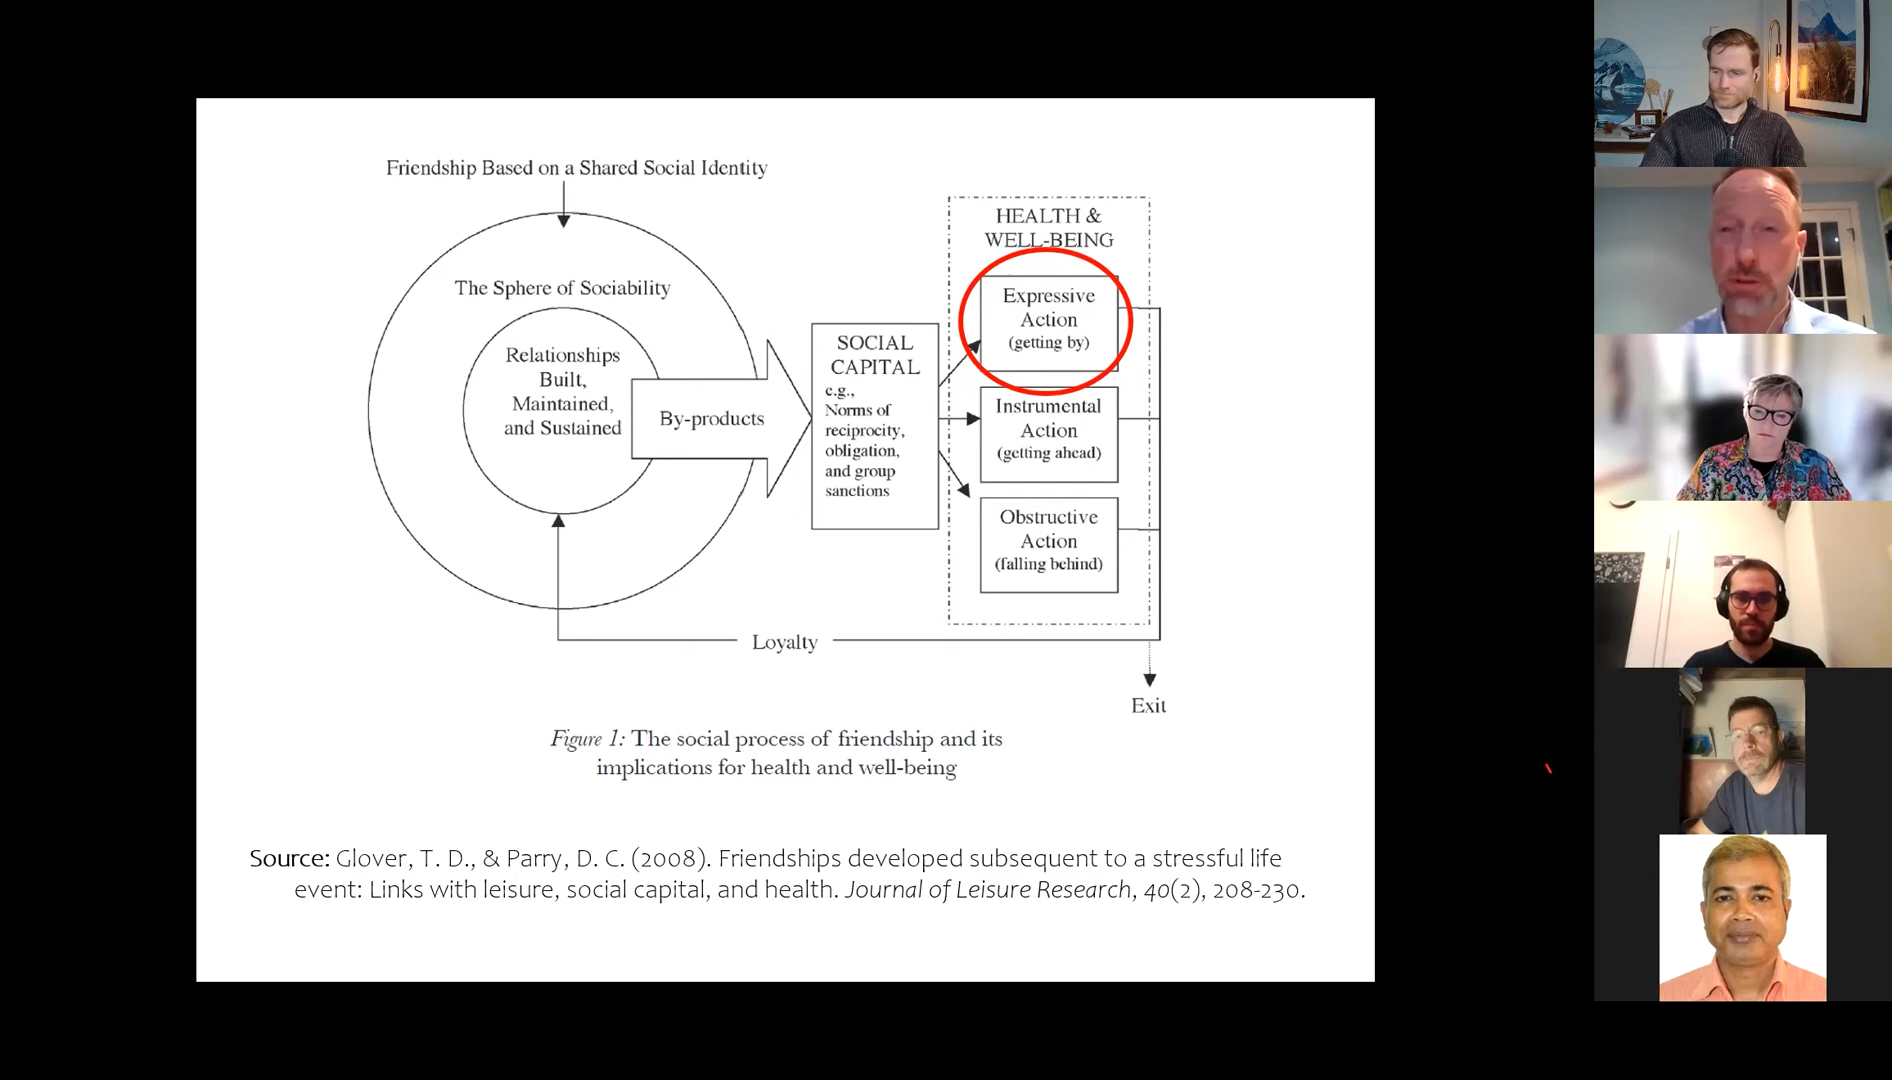 Friendship Based on a Shared Social Identity
The Sphere of Sociability
Relationships
Built,
Maintained,
and Sustained
By-products
SOCIAL
CAPITAL
e.g.,
Norms of
reciprocity,
obligation,
and group
sanctions
HEALTH &
WELL-BEING
Expressive
Action
(getting by)
Instrumental
Action
(getting ahead)
Obstructive
Action
(falling behind)
Loyalty
Exit
Figure 1: The social process of friendship and its
implications for health and well-being
Source: Glover, T. D., & Parry, D. C. (2008). Friendships developed subsequent to a stressful life
event: Links with leisure, social capital, and health. Journal of Leisure Research, 40(2), 208-230.